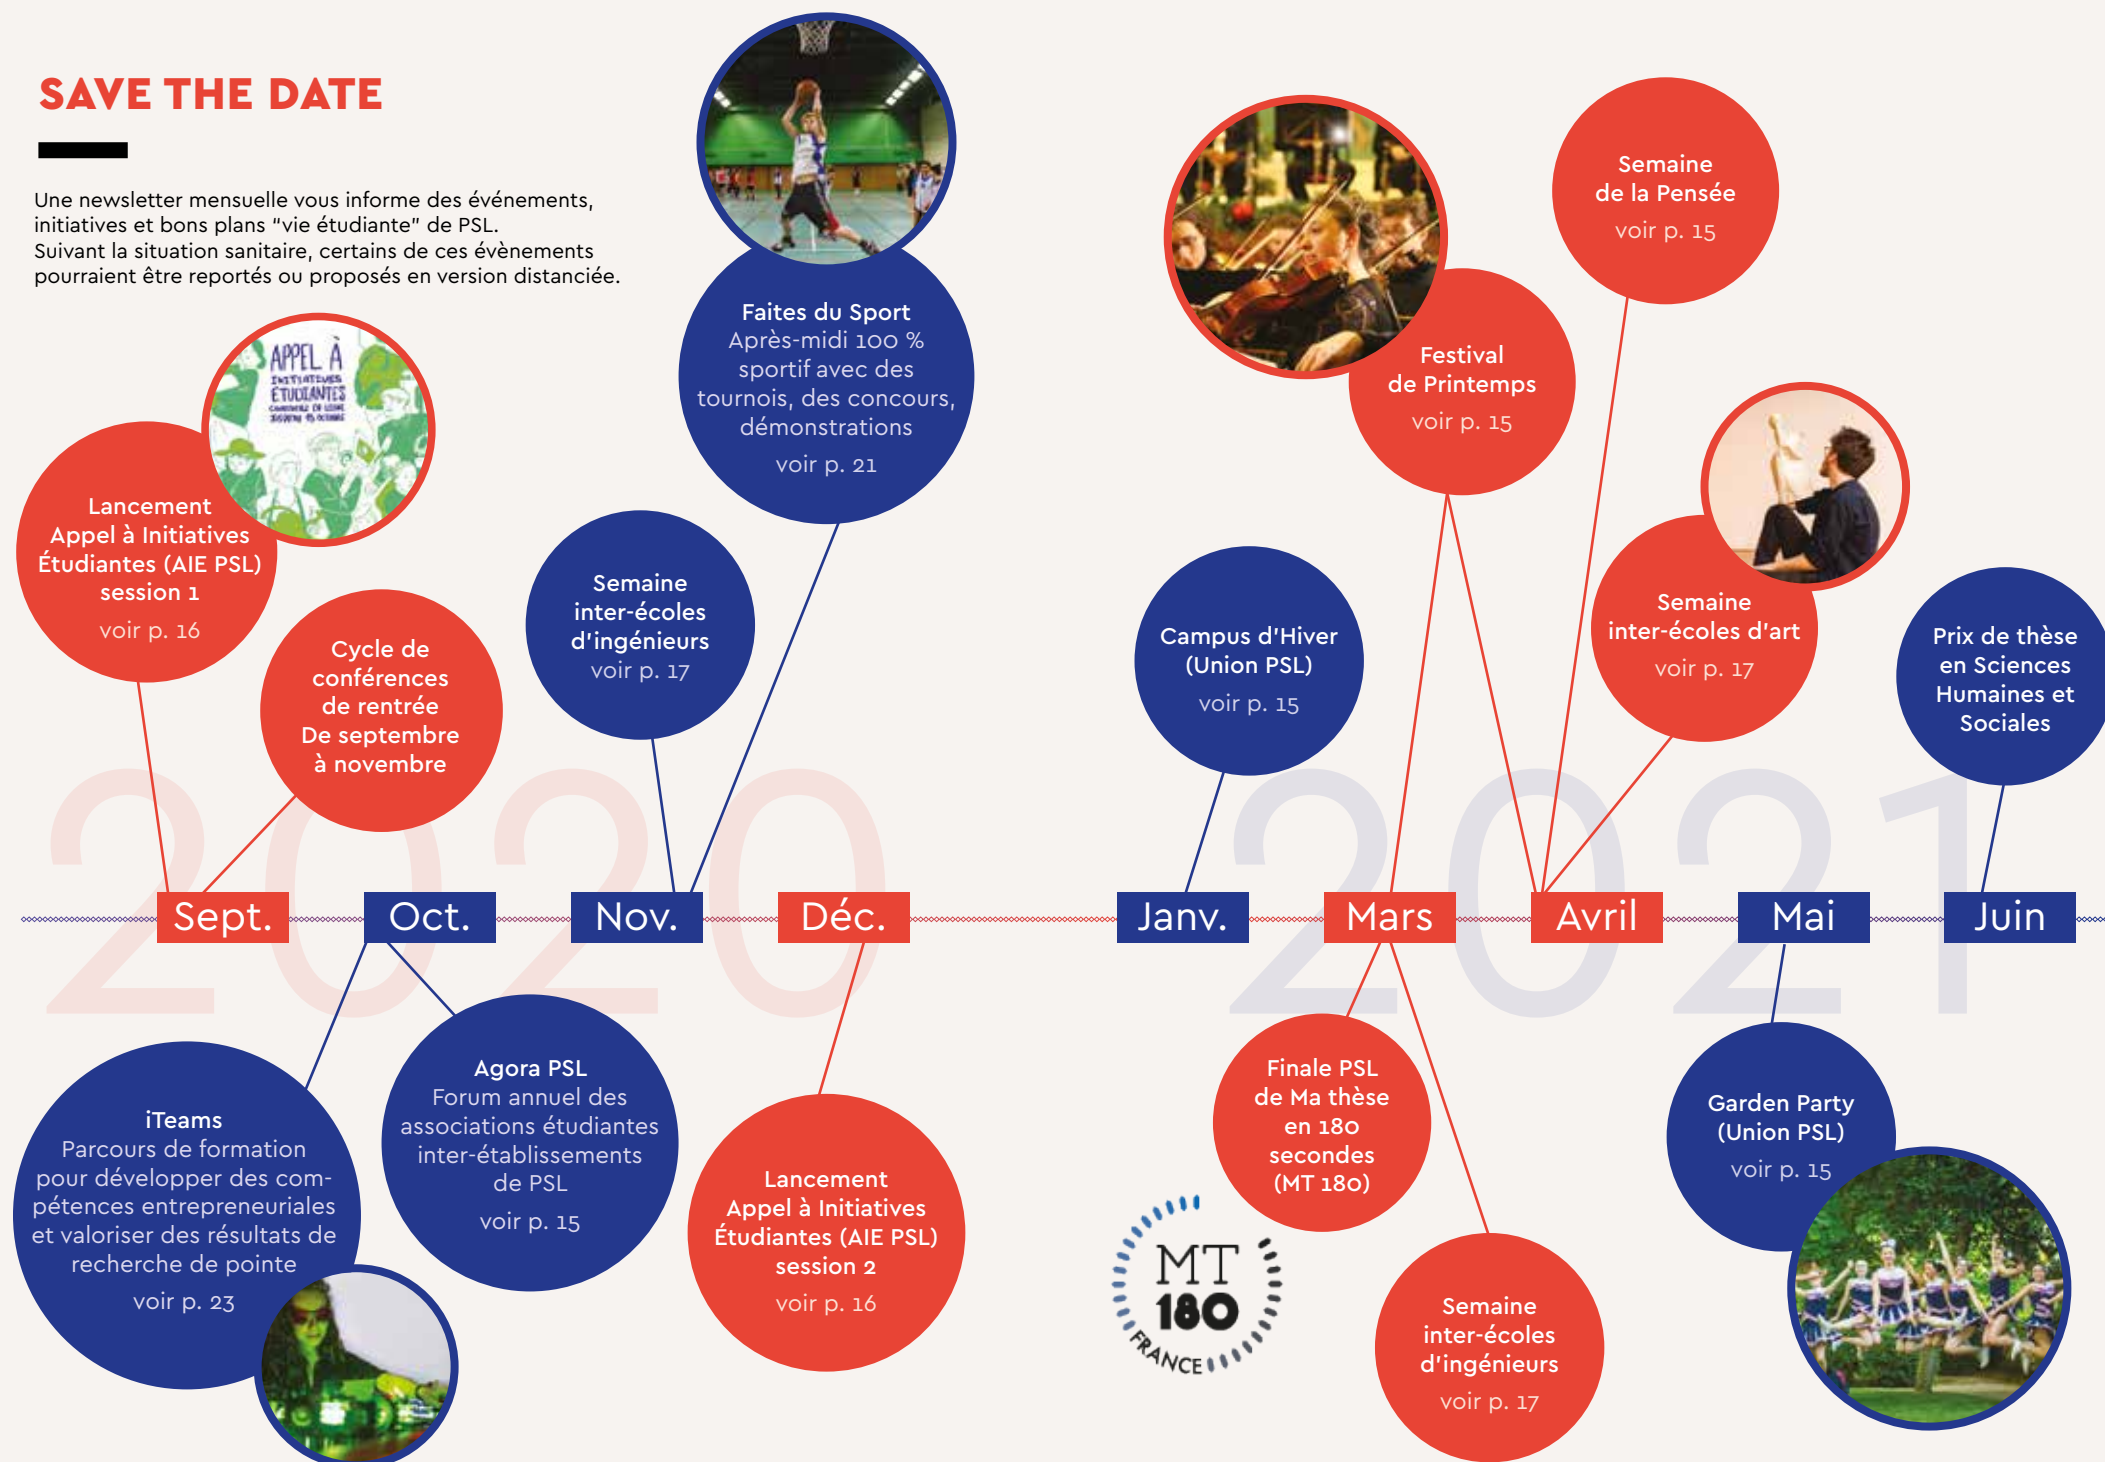 SAVE THE DATE
Une newsletter mensuelle vous informe des événements,
initiatives et bons plans “vie étudiante” de PSL.
Suivant la situation sanitaire, certains de ces évènements
pourraient être reportés ou proposés en version distanciée.
APPEL À
INITIATIVES
ÉTUDIANTES
Lancement
Appel à Initiatives
Étudiantes (AIE PSL)
session 1
voir p. 16
Cycle de
conférences
de rentrée
De septembre
à novembre
Semaine
inter-écoles
d'ingénieurs
voir p. 17
Faites du Sport
Après-midi 100 %
sportif avec des
tournois, des concours,
démonstrations
voir p. 21
Campus d'Hiver
(Union PSL)
voir p. 15
Festival
de Printemps
voir p. 15
Semaine
de la Pensée
voir p. 15
Semaine
inter-écoles d'art
voir p. 17
Prix de thèse
en Sciences
Humaines et
Sociales
2020
2021
Sept.
Oct.
Nov.
Déc.
Janv.
Mars
Avril
Mai
Juin
iTeams
Parcours de formation
pour développer des com-
pétences entrepreneuriales
et valoriser des résultats de
recherche de pointe
voir p. 23
Agora PSL
Forum annuel des
associations étudiantes
inter-établissements
de PSL
voir p. 15
Lancement
Appel à Initiatives
Étudiantes (AIE PSL)
session 2
voir p. 16
MT
180
FRANCE
Finale PSL
de Ma thèse
en 180
secondes
(MT 180)
Semaine
inter-écoles
d'ingénieurs
voir p. 17
Garden Party
(Union PSL)
voir p. 15